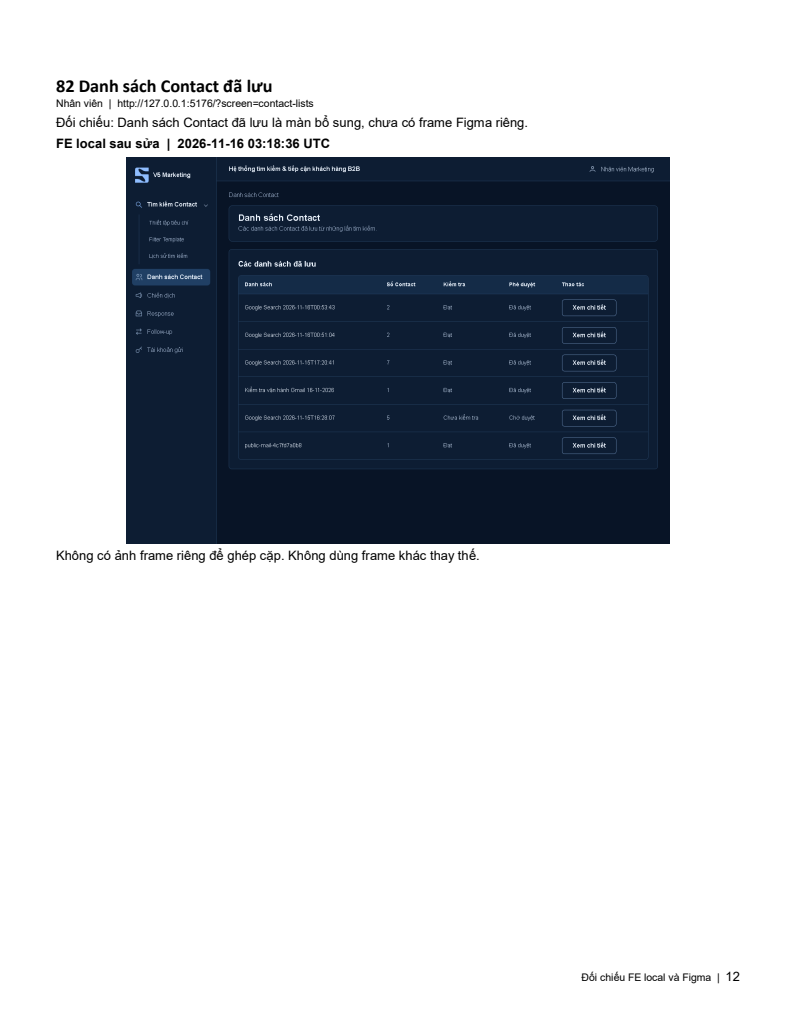 82 Danh sách Contact đã lưu
Nhân viên | http://127.0.0.1:5176/?screen=contact-lists
Đối chiếu: Danh sách Contact đã lưu là màn bổ sung, chưa có frame Figma riêng.
FE local sau sửa | 2026-11-16 03:18:36 UTC
V5 Marketing
Hệ thống tìm kiếm & tiếp cận khách hàng B2B
Nhân viên Marketing
Tìm kiếm Contact
Thiết lập tiêu chí
Filter Template
Lịch sử tìm kiếm
Danh sách Contact
Chiến dịch
Response
Follow-up
Tài khoản gửi
Danh sách Contact
Danh sách Contact
Các danh sách Contact đã lưu từ những lần tìm kiếm.
Các danh sách đã lưu
Danh sách Số Contact Kiểm tra Phê duyệt Thao tác
Google Search 2026-11-16T00:53:43 2 Đạt Đã duyệt Xem chi tiết
Google Search 2026-11-16T00:51:04 2 Đạt Đã duyệt Xem chi tiết
Google Search 2026-11-15T17:20:41 7 Đạt Đã duyệt Xem chi tiết
Kiểm tra vận hành Gmail 16-11-2026 1 Đạt Đã duyệt Xem chi tiết
Google Search 2026-11-15T16:28:07 5 Chưa kiểm tra Chờ duyệt Xem chi tiết
public-mail-4c7fd7a0b8 1 Đạt Đã duyệt Xem chi tiết
Không có ảnh frame riêng để ghép cặp. Không dùng frame khác thay thế.
Đối chiếu FE local và Figma | 12